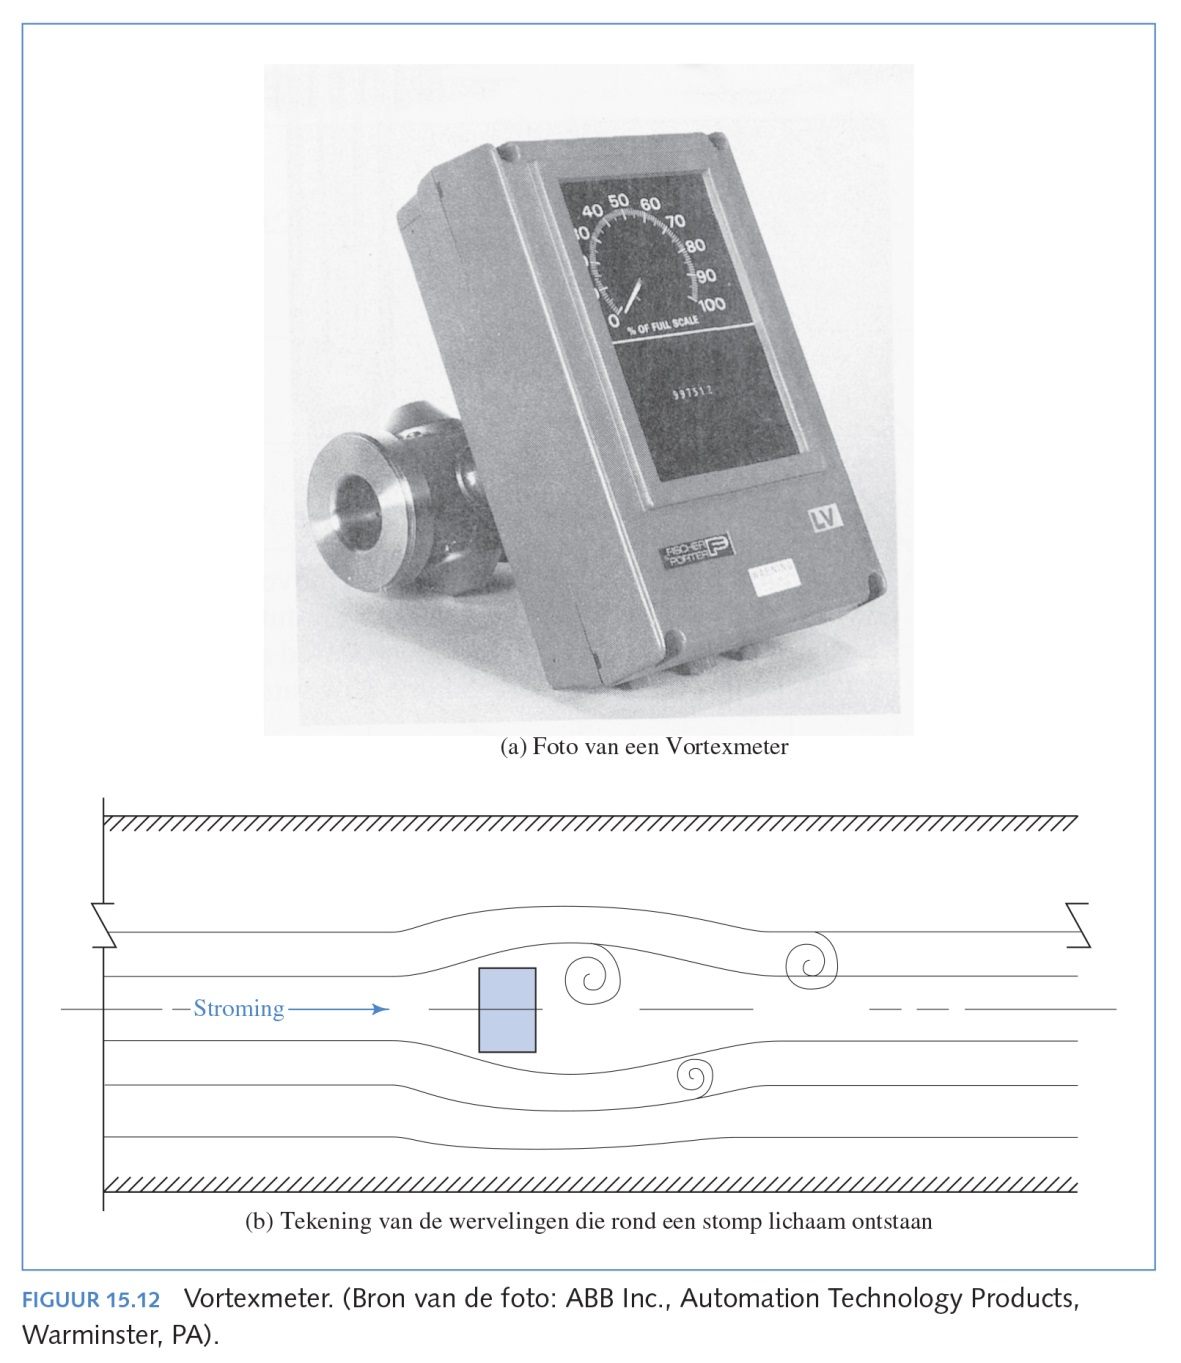 40 50 60
70
80
90
100
0
% OF FULL SCALE
997512
LV
FISCHER
PORTER
WARNING
(a) Foto van een Vortexmeter
Stroming
(b) Tekening van de wervelingen die rond een stomp lichaam ontstaan
FIGUUR 15.12 Vortexmeter. (Bron van de foto: ABB Inc., Automation Technology Products,
Warminster, PA).